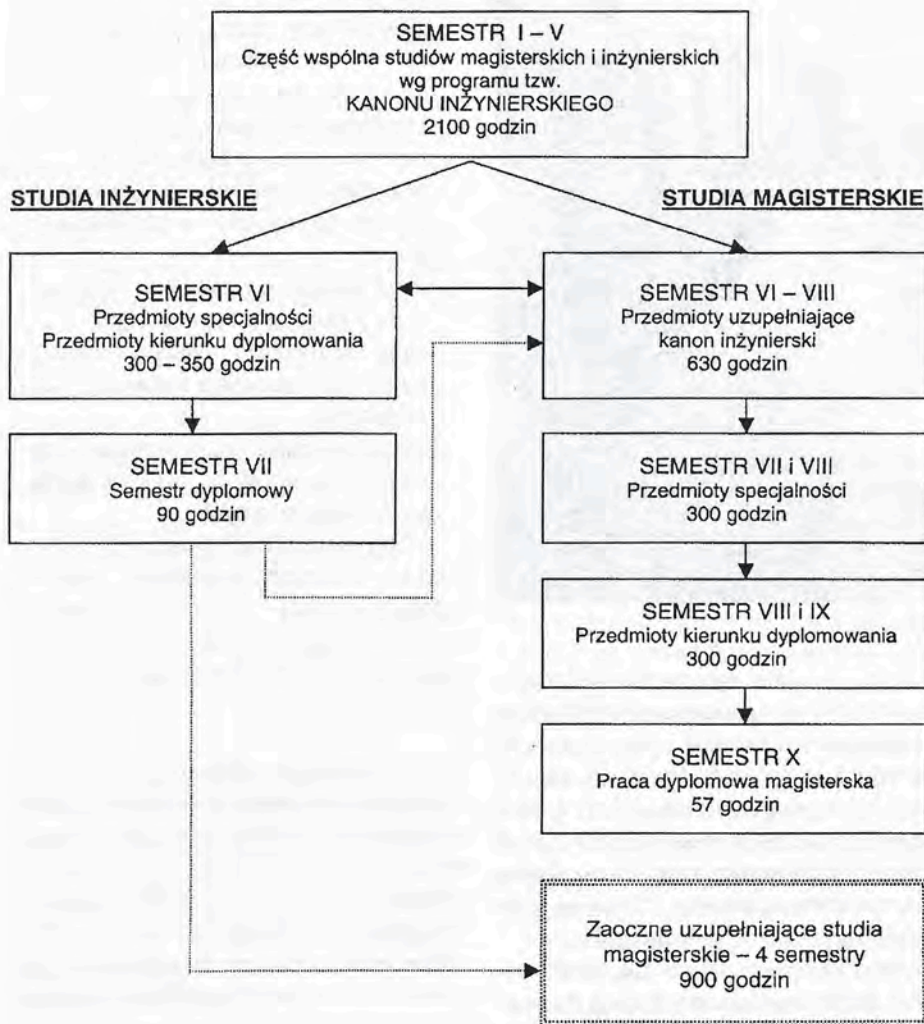 SEMESTR I – V
Część wspólna studiów magisterskich i inżynierskich
wg programu tzw.
KANONU INŻYNIERSKIEGO
2100 godzin
STUDIA INŻYNIERSKIE
STUDIA MAGISTERSKIE
SEMESTR VI
Przedmioty specjalności
Przedmioty kierunku dyplomowania
300 – 350 godzin
SEMESTR VI – VIII
Przedmioty uzupełniające
kanon inżynierski
630 godzin
SEMESTR VII
Semestr dyplomowy
90 godzin
SEMESTR VII i VIII
Przedmioty specjalności
300 godzin
SEMESTR VIII i IX
Przedmioty kierunku dyplomowania
300 godzin
SEMESTR X
Praca dyplomowa magisterska
57 godzin
Zaoczne uzupełniające studia
magisterskie – 4 semestry
900 godzin